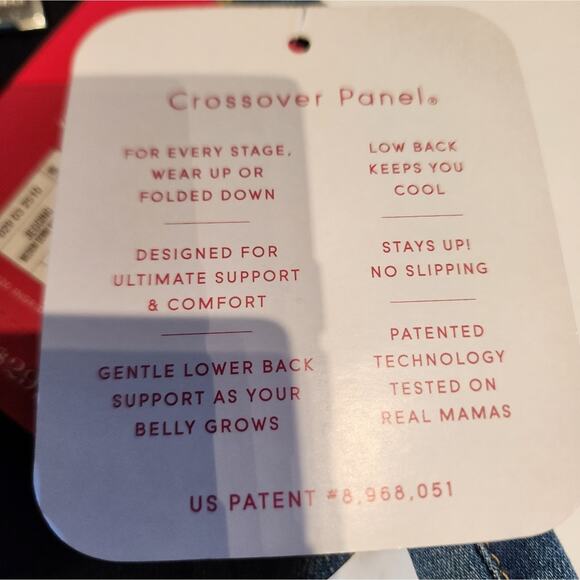 Crossover Panel®
FOR EVERY STAGE,
WEAR UP OR
FOLDED DOWN
DESIGNED FOR
ULTIMATE SUPPORT
& COMFORT
GENTLE LOWER BACK
SUPPORT AS YOUR
BELLY GROWS
LOW BACK
KEEPS YOU
COOL
STAYS UP!
NO SLIPPING
PATENTED
TECHNOLOGY
TESTED ON
REAL MAMAS
US PATENT #8,968,051